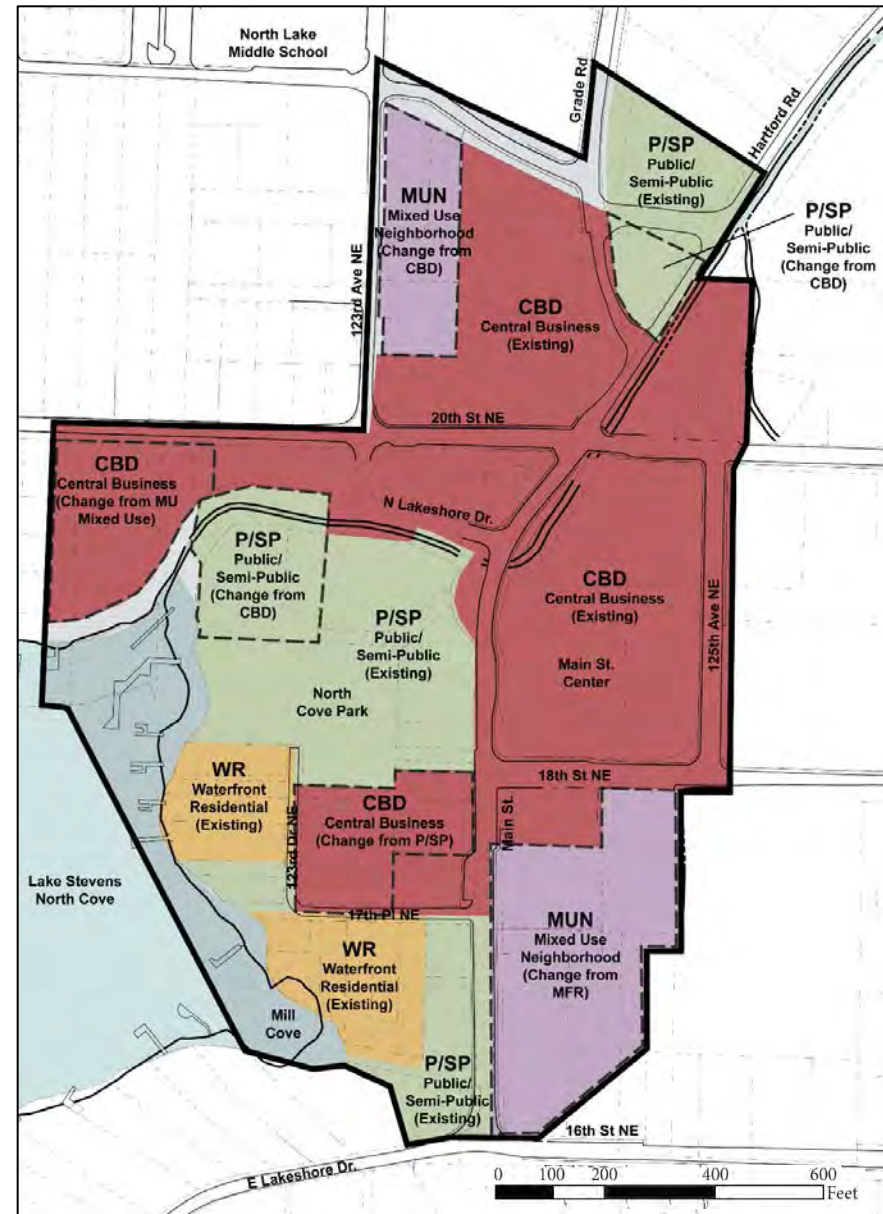 North Lake
Middle School
Grade Rd
Hartford Rd
P/SP
Public/
Semi-Public
(Existing)
MUN
Mixed Use
Neighborhood
(Change from
CBD)
P/SP
Public/
Semi-Public
(Change from
CBD)
123rd Ave NE
CBD
Central Business
(Existing)
20th St NE
CBD
Central Business
(Change from MU
Mixed Use)
N Lakeshore Dr.
P/SP
Public/
Semi-Public
(Change from
CBD)
P/SP
Public/
Semi-Public
(Existing)
CBD
Central Business
(Existing)
125th Ave NE
Main St.
Center
North
Cove Park
WR
Waterfront
Residential
(Existing)
18th St NE
CBD
Central Business
(Change from P/SP)
123rd Dr NE
Main St.
Lake Stevens
North Cove
17th Pl NE
MUN
Mixed Use
Neighborhood
(Change from
MFR)
WR
Waterfront
Residential
(Existing)
Mill
Cove
P/SP
Public/
Semi-Public
(Existing)
16th St NE
E Lakeshore Dr.
0 100 200 400 600
Feet